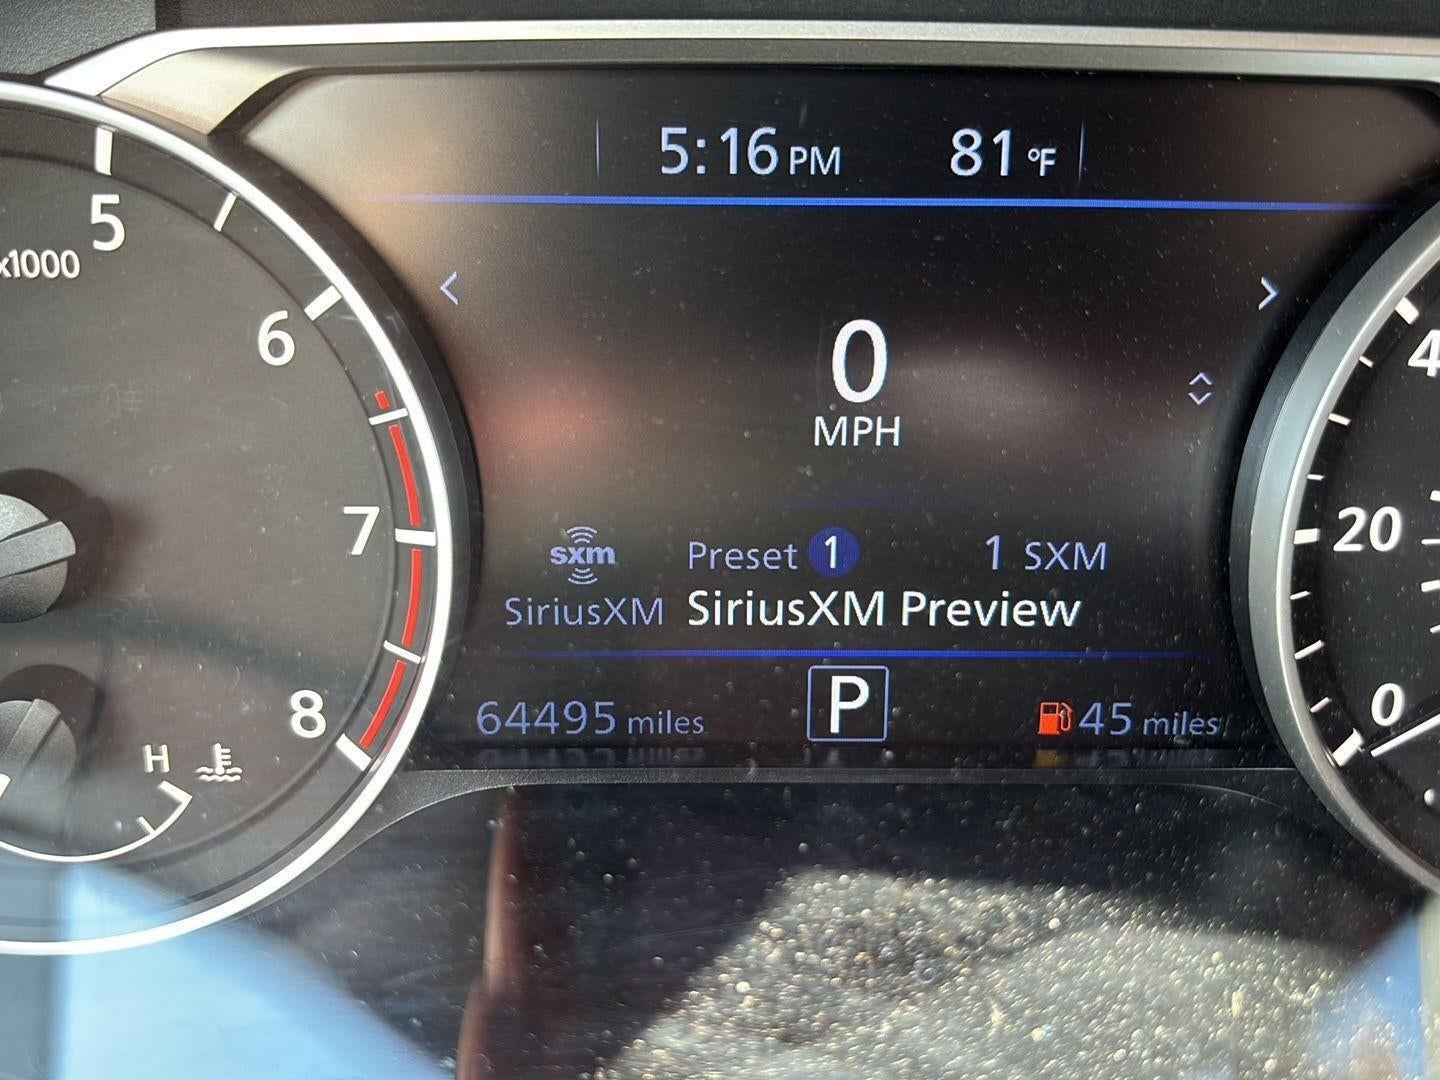 5:16 PM 81 °F
5
x1000
6
7
8
H
< >
0
MPH
sxm Preset 1 1 SXM
SiriusXM SiriusXM Preview
64495 miles P 45 miles
4
20
0